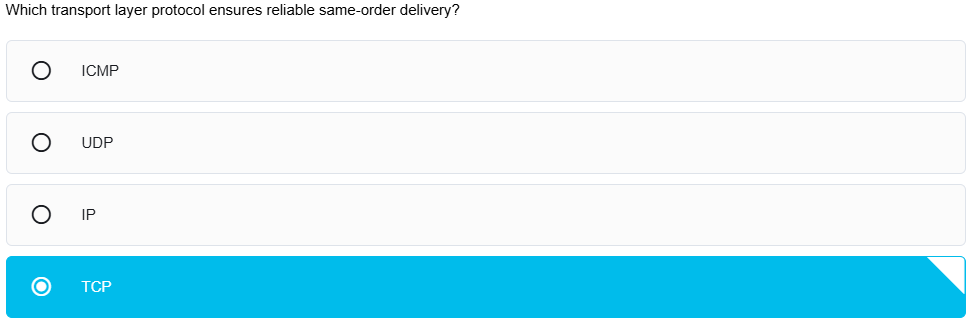 Which transport layer protocol ensures reliable same-order delivery?
ICMP
UDP
IP
TCP